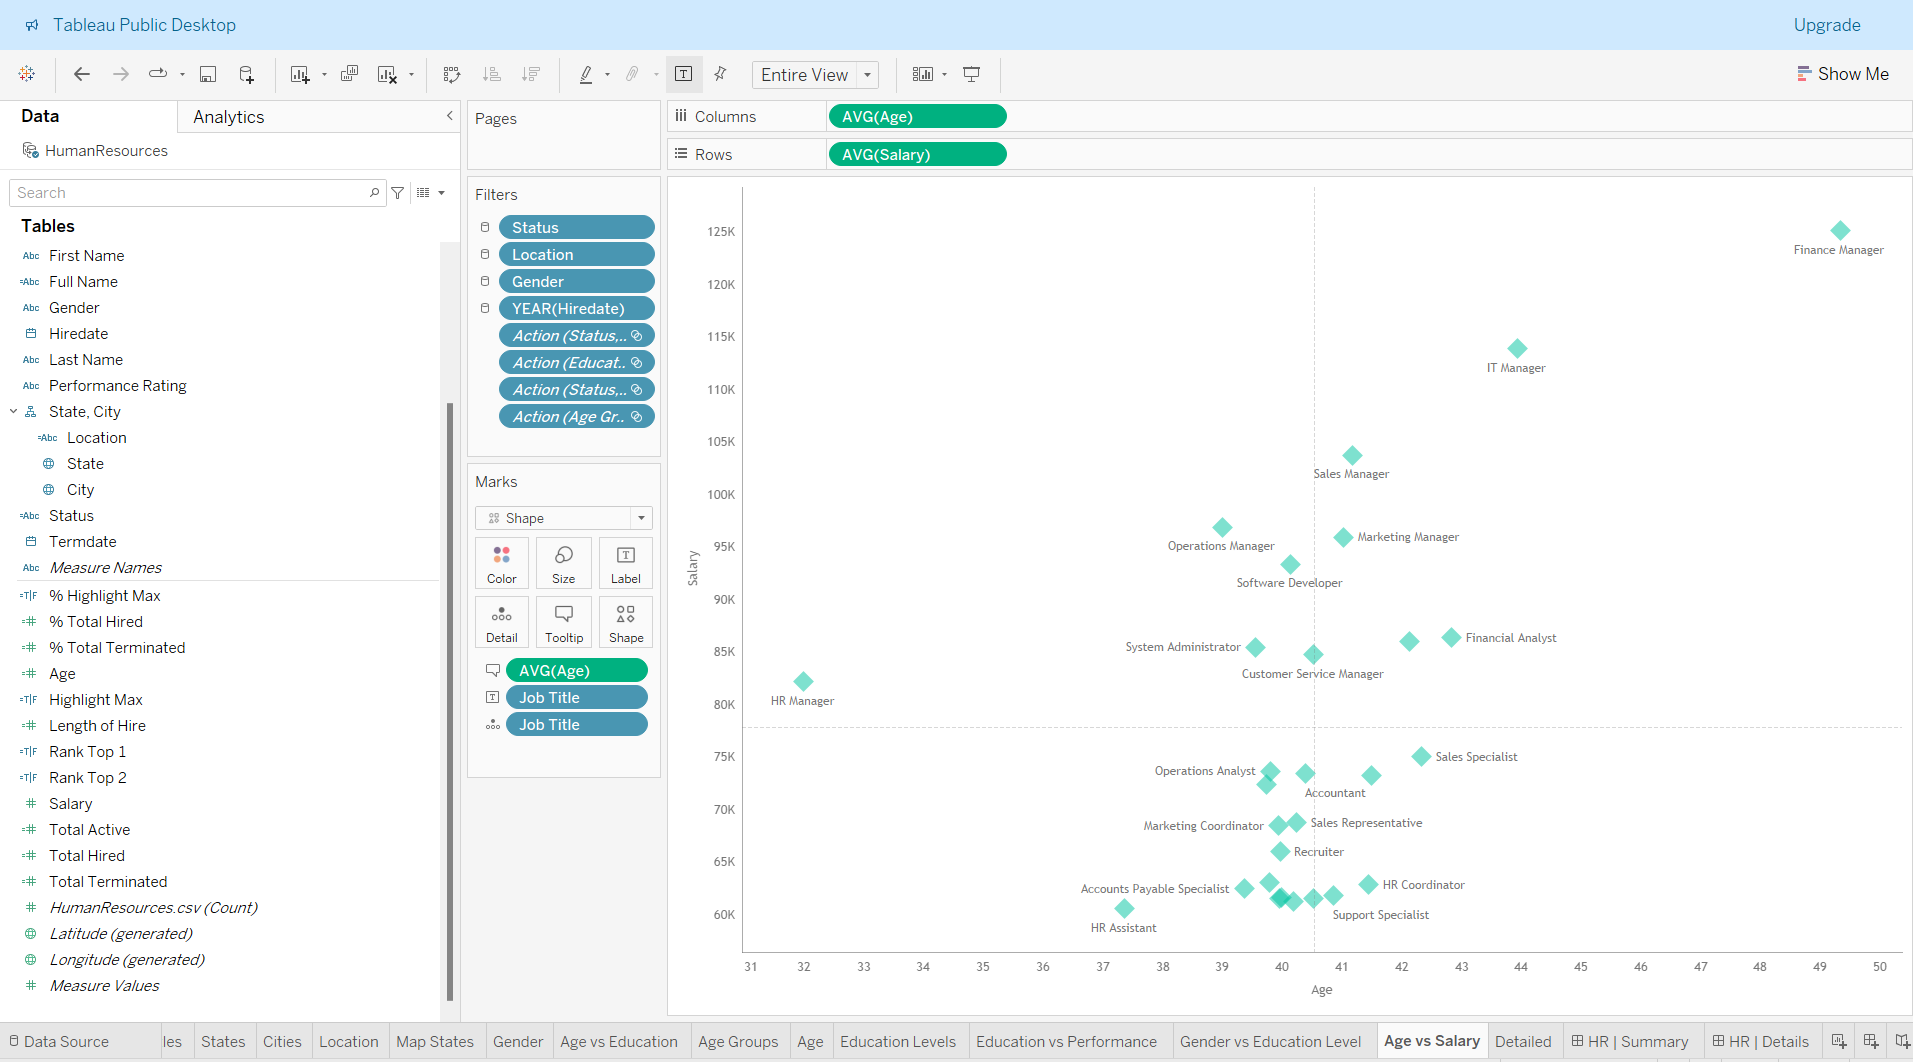 Tableau Public Desktop
Upgrade
Entire View
Show Me
Data
Analytics
HumanResources
Search
Tables
Abc First Name
=Abc Full Name
Abc Gender
Hiredate
Abc Last Name
Abc Performance Rating
State, City
=Abc Location
State
City
=Abc Status
Termdate
Abc Measure Names
=T|F % Highlight Max
=# % Total Hired
=# % Total Terminated
=# Age
=T|F Highlight Max
=# Length of Hire
=T|F Rank Top 1
=T|F Rank Top 2
# Salary
=# Total Active
=# Total Hired
=# Total Terminated
# HumanResources.csv (Count)
Latitude (generated)
Longitude (generated)
# Measure Values
Pages
Filters
Status
Location
Gender
YEAR(Hiredate)
Action (Status,..
Action (Educat..
Action (Status,..
Action (Age Gr..
Marks
Shape
Color
Size
Label
Detail
Tooltip
Shape
AVG(Age)
Job Title
Job Title
Columns
AVG(Age)
Rows
AVG(Salary)
125K
120K
115K
110K
105K
100K
95K
90K
85K
80K
75K
70K
65K
60K
Salary
Finance Manager
IT Manager
Sales Manager
Operations Manager
Marketing Manager
Software Developer
System Administrator
Financial Analyst
Customer Service Manager
HR Manager
Sales Specialist
Operations Analyst
Accountant
Marketing Coordinator
Sales Representative
Recruiter
Accounts Payable Specialist
HR Coordinator
Support Specialist
HR Assistant
31 32 33 34 35 36 37 38 39 40 41 42 43 44 45 46 47 48 49 50
Age
Data Source
les
States
Cities
Location
Map States
Gender
Age vs Education
Age Groups
Age
Education Levels
Education vs Performance
Gender vs Education Level
Age vs Salary
Detailed
HR | Summary
HR | Details